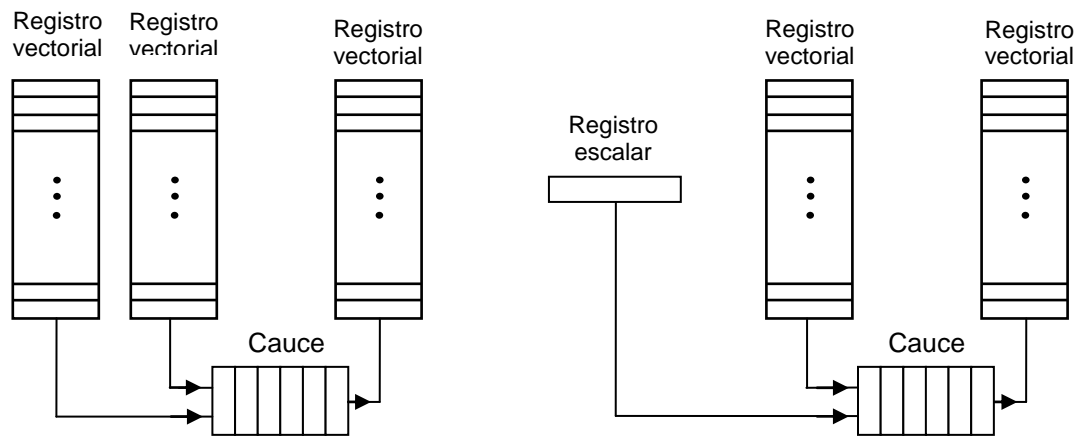 Registro
vectorial
Registro
vectorial
Registro
vectorial
Cauce
Registro
escalar
Registro
vectorial
Registro
vectorial
Cauce